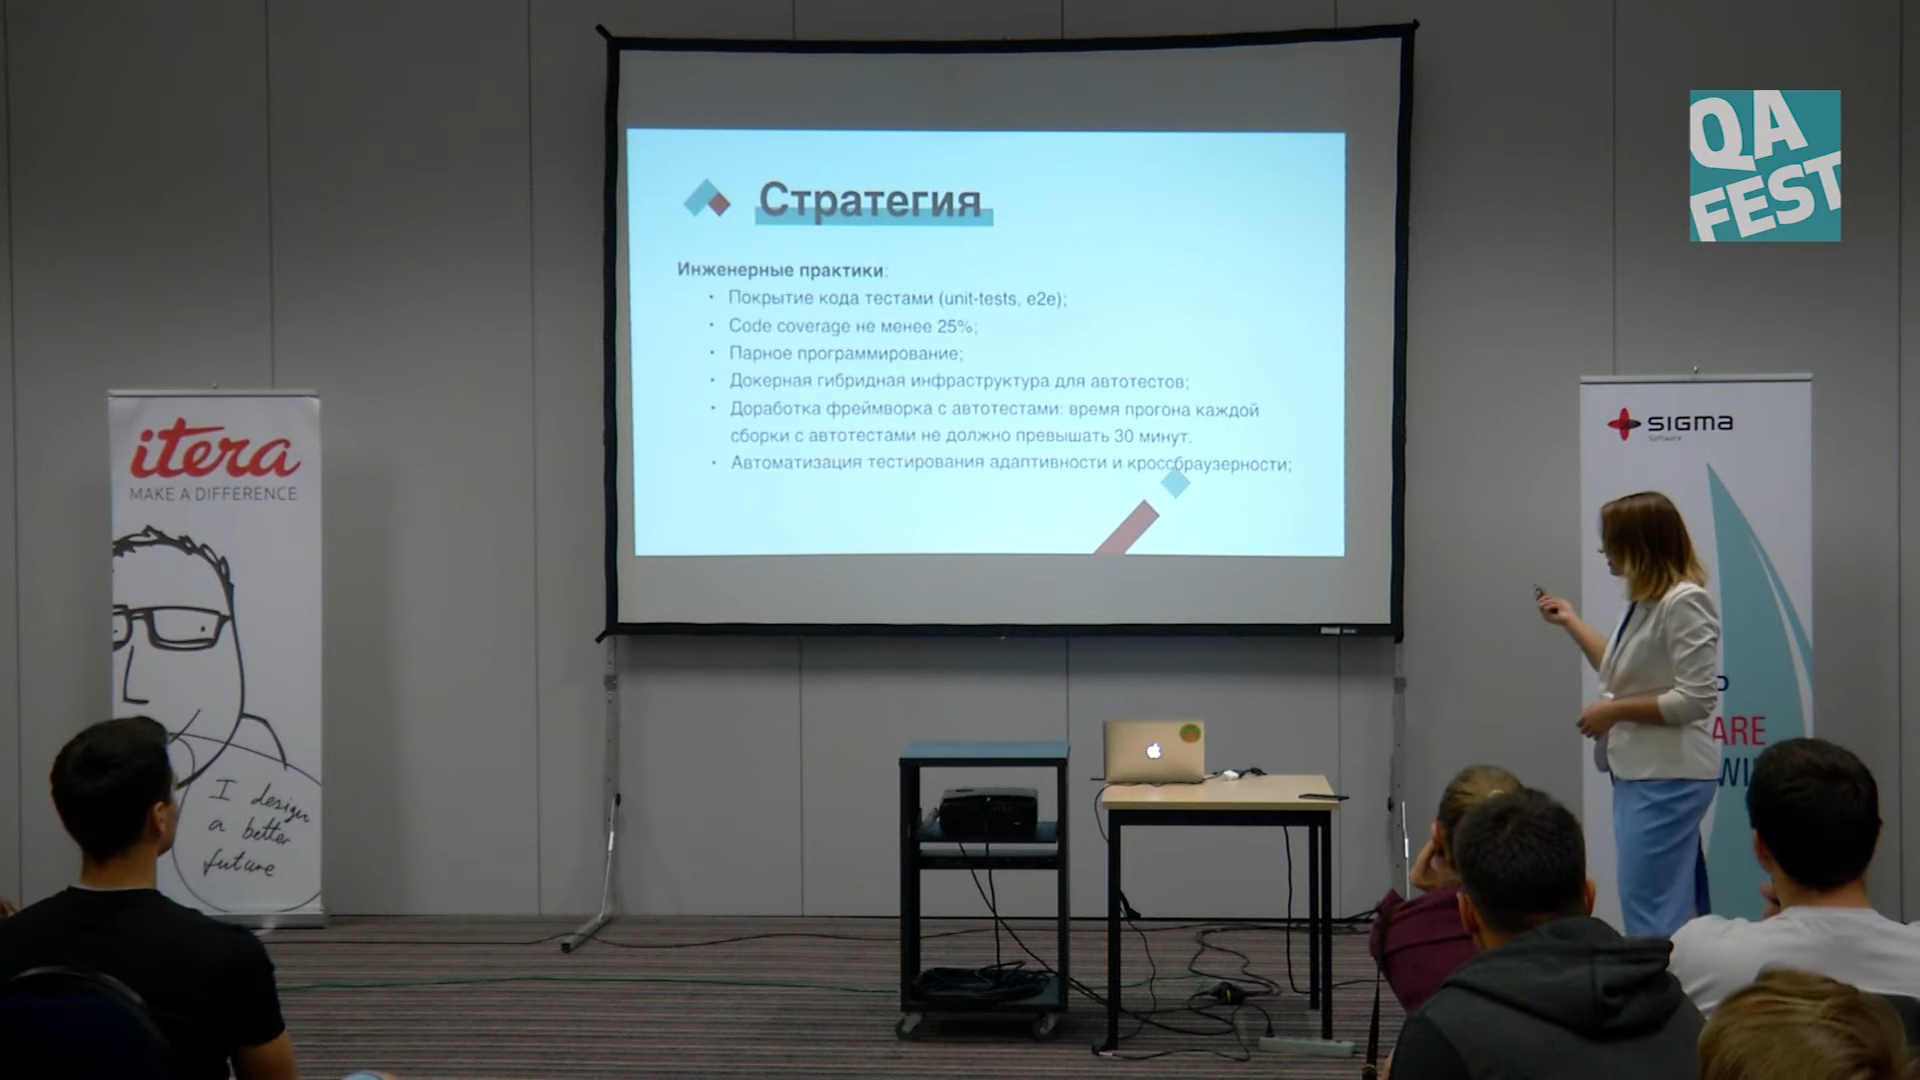 QA
FEST
Стратегия
Инженерные практики:
• Покрытие кода тестами (unit-tests, e2e);
• Code coverage не менее 25%;
• Парное программирование;
• Докерная гибридная инфраструктура для автотестов;
• Доработка фреймворка с автотестами: время прогона каждой
сборки с автотестами не должно превышать 30 минут.
• Автоматизация тестирования адаптивности и кроссбраузерности;
itera
MAKE A DIFFERENCE
I design
a better
future
SIGMA
Software
ARE